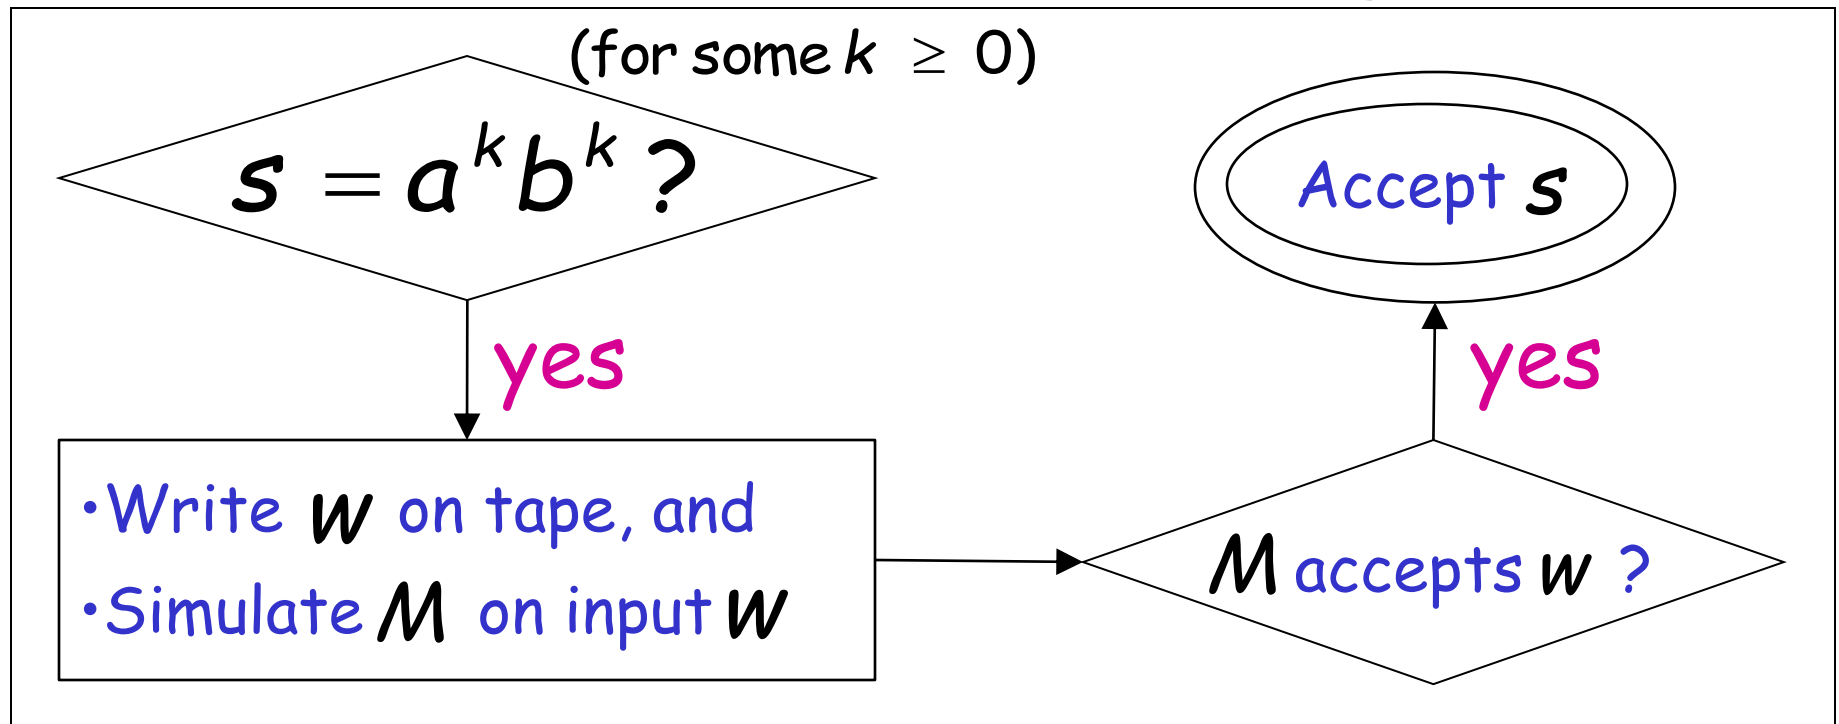 (for some k ≥ 0)
s = a^k b^k ?
yes
•Write w on tape, and
•Simulate M on input w
M accepts w ?
yes
Accept s